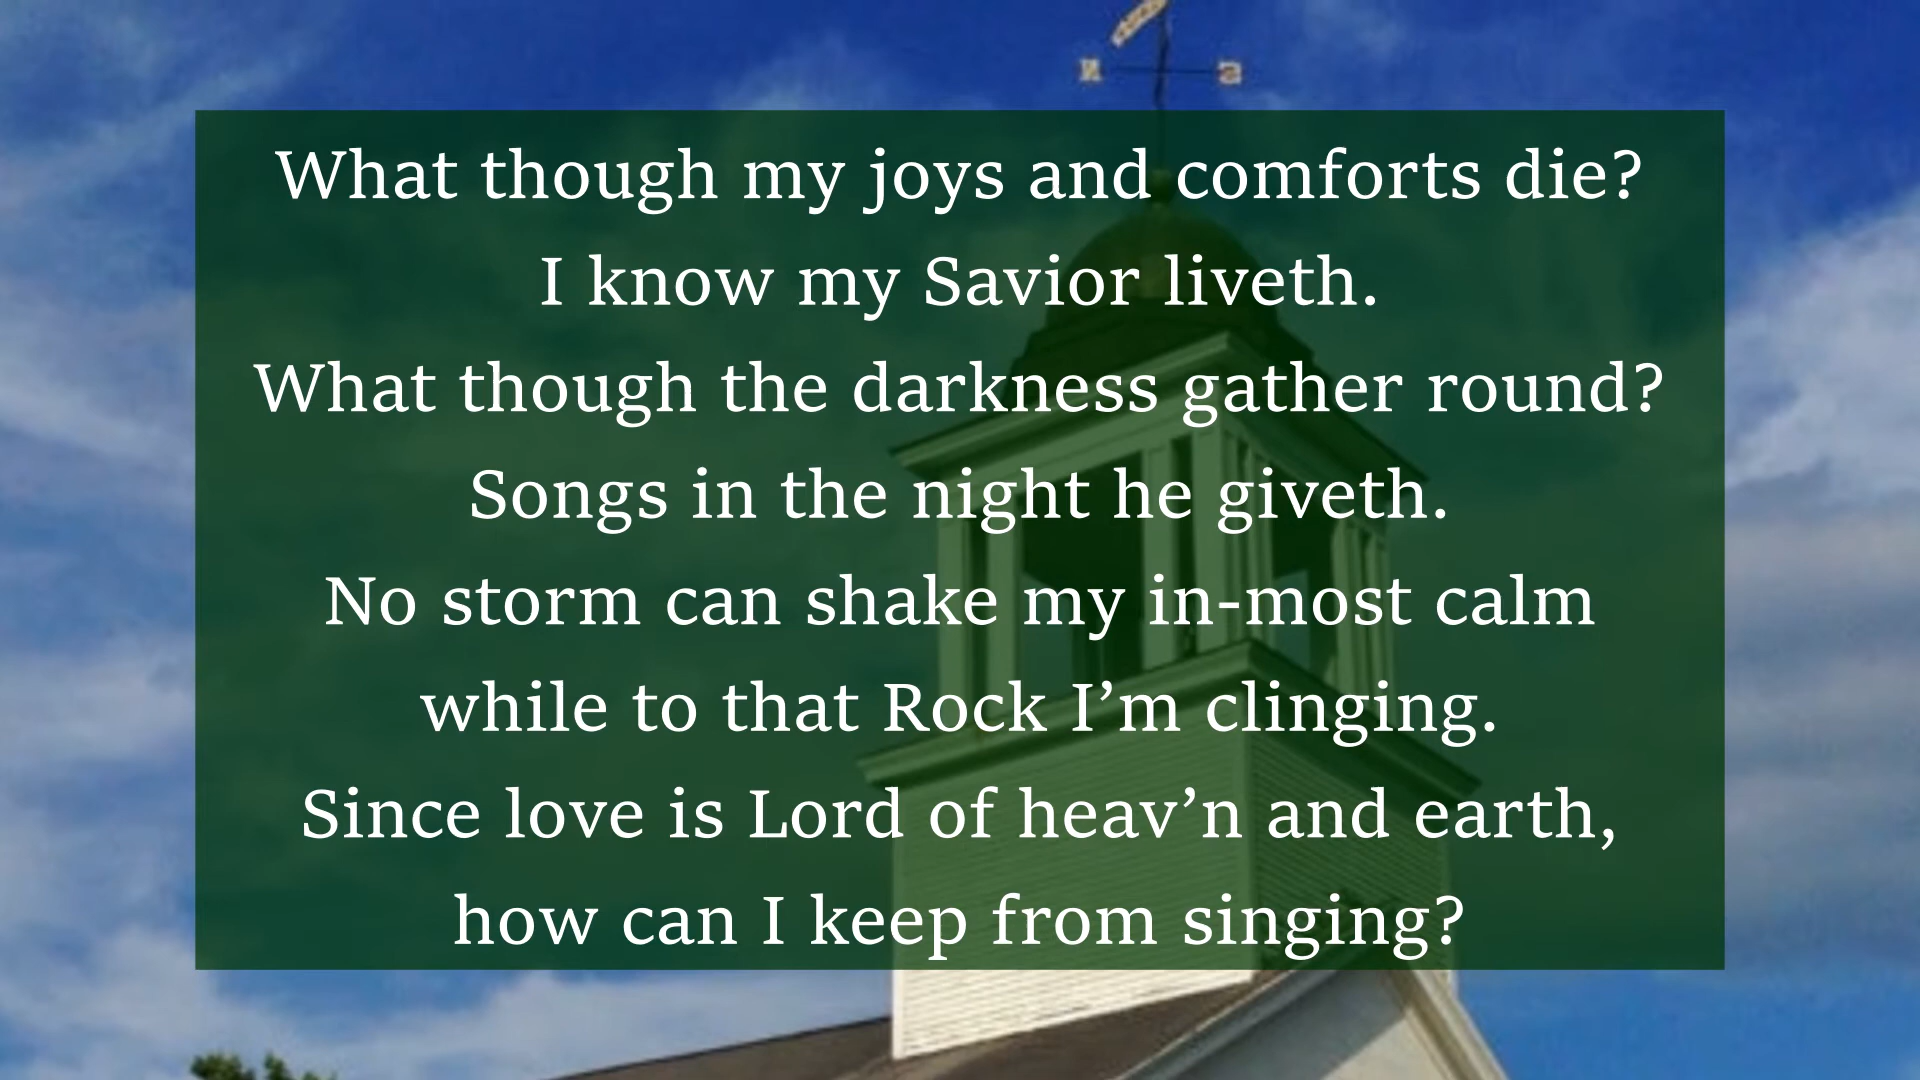 N S
What though my joys and comforts die?
I know my Savior liveth.
What though the darkness gather round?
Songs in the night he giveth.
No storm can shake my in-most calm
while to that Rock I’m clinging.
Since love is Lord of heav’n and earth,
how can I keep from singing?